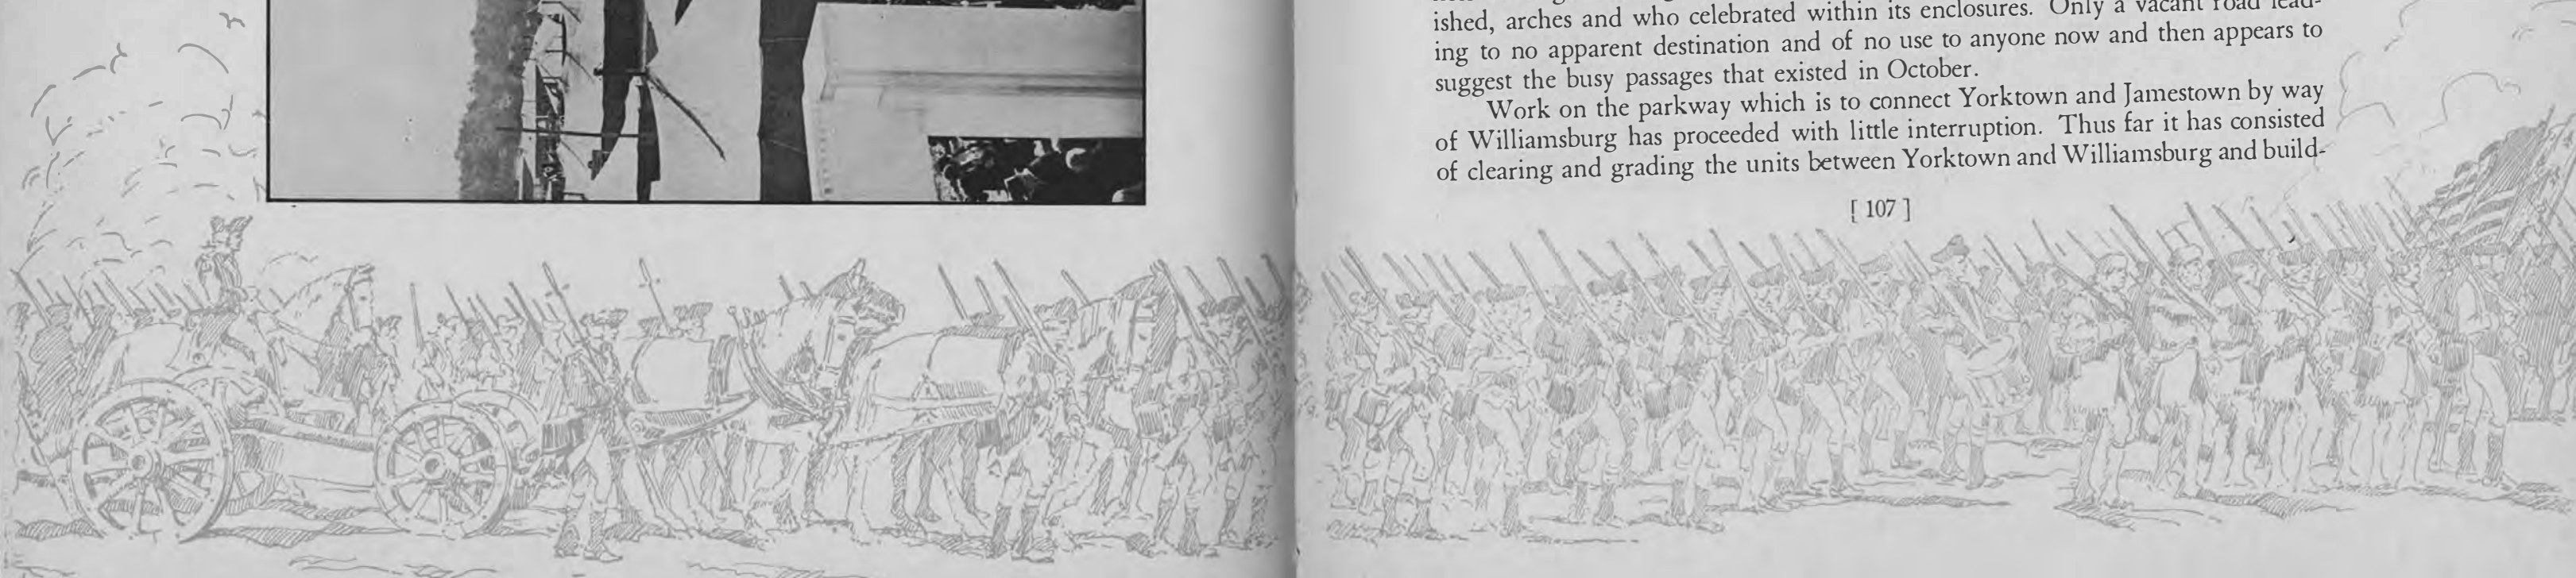 ished, arches and who celebrated within its enclosures. Only a vacant road lead-
ing to no apparent destination and of no use to anyone now and then appears to
suggest the busy passages that existed in October.
Work on the parkway which is to connect Yorktown and Jamestown by way
of Williamsburg has proceeded with little interruption. Thus far it has consisted
of clearing and grading the units between Yorktown and Williamsburg and build-
[ 107 ]